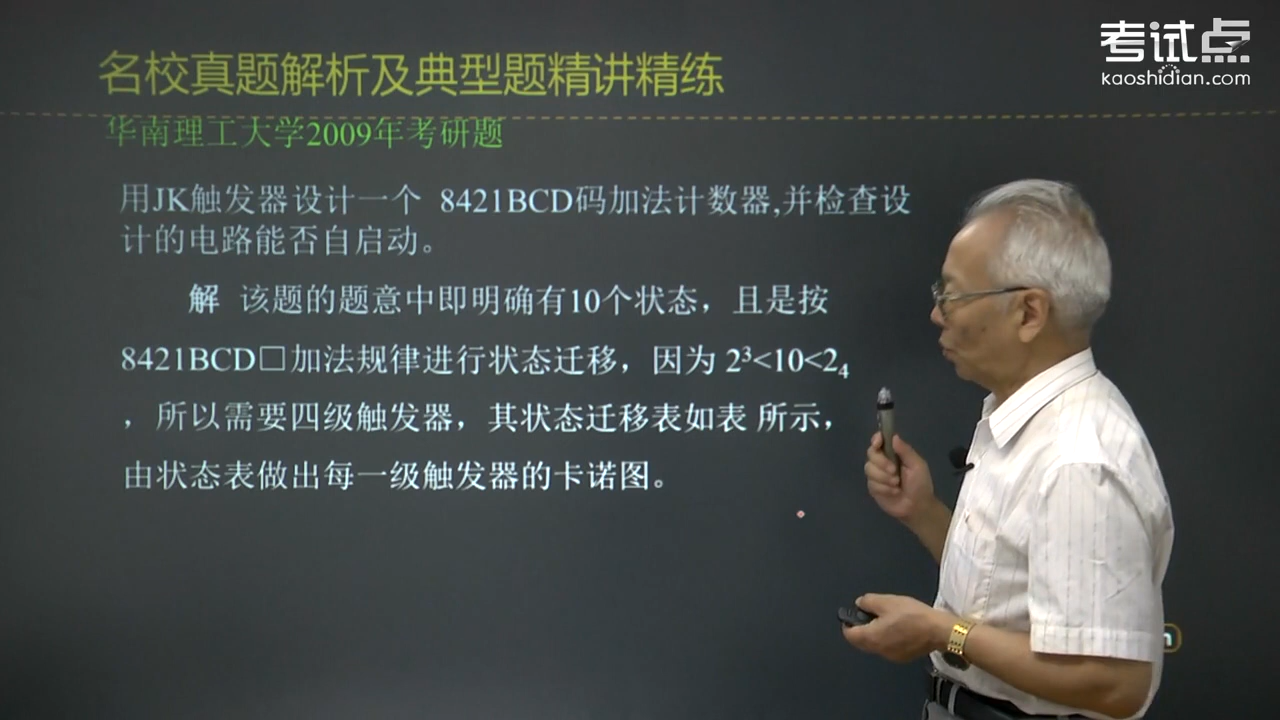 考试点
kaoshidian.com
名校真题解析及典型题精讲精练
华南理工大学2009年考研题
用JK触发器设计一个 8421BCD码加法计数器,并检查设
计的电路能否自启动。
解 该题的题意中即明确有10个状态，且是按
8421BCD□加法规律进行状态迁移，因为 2³<10<2₄
，所以需要四级触发器，其状态迁移表如表 所示，
由状态表做出每一级触发器的卡诺图。